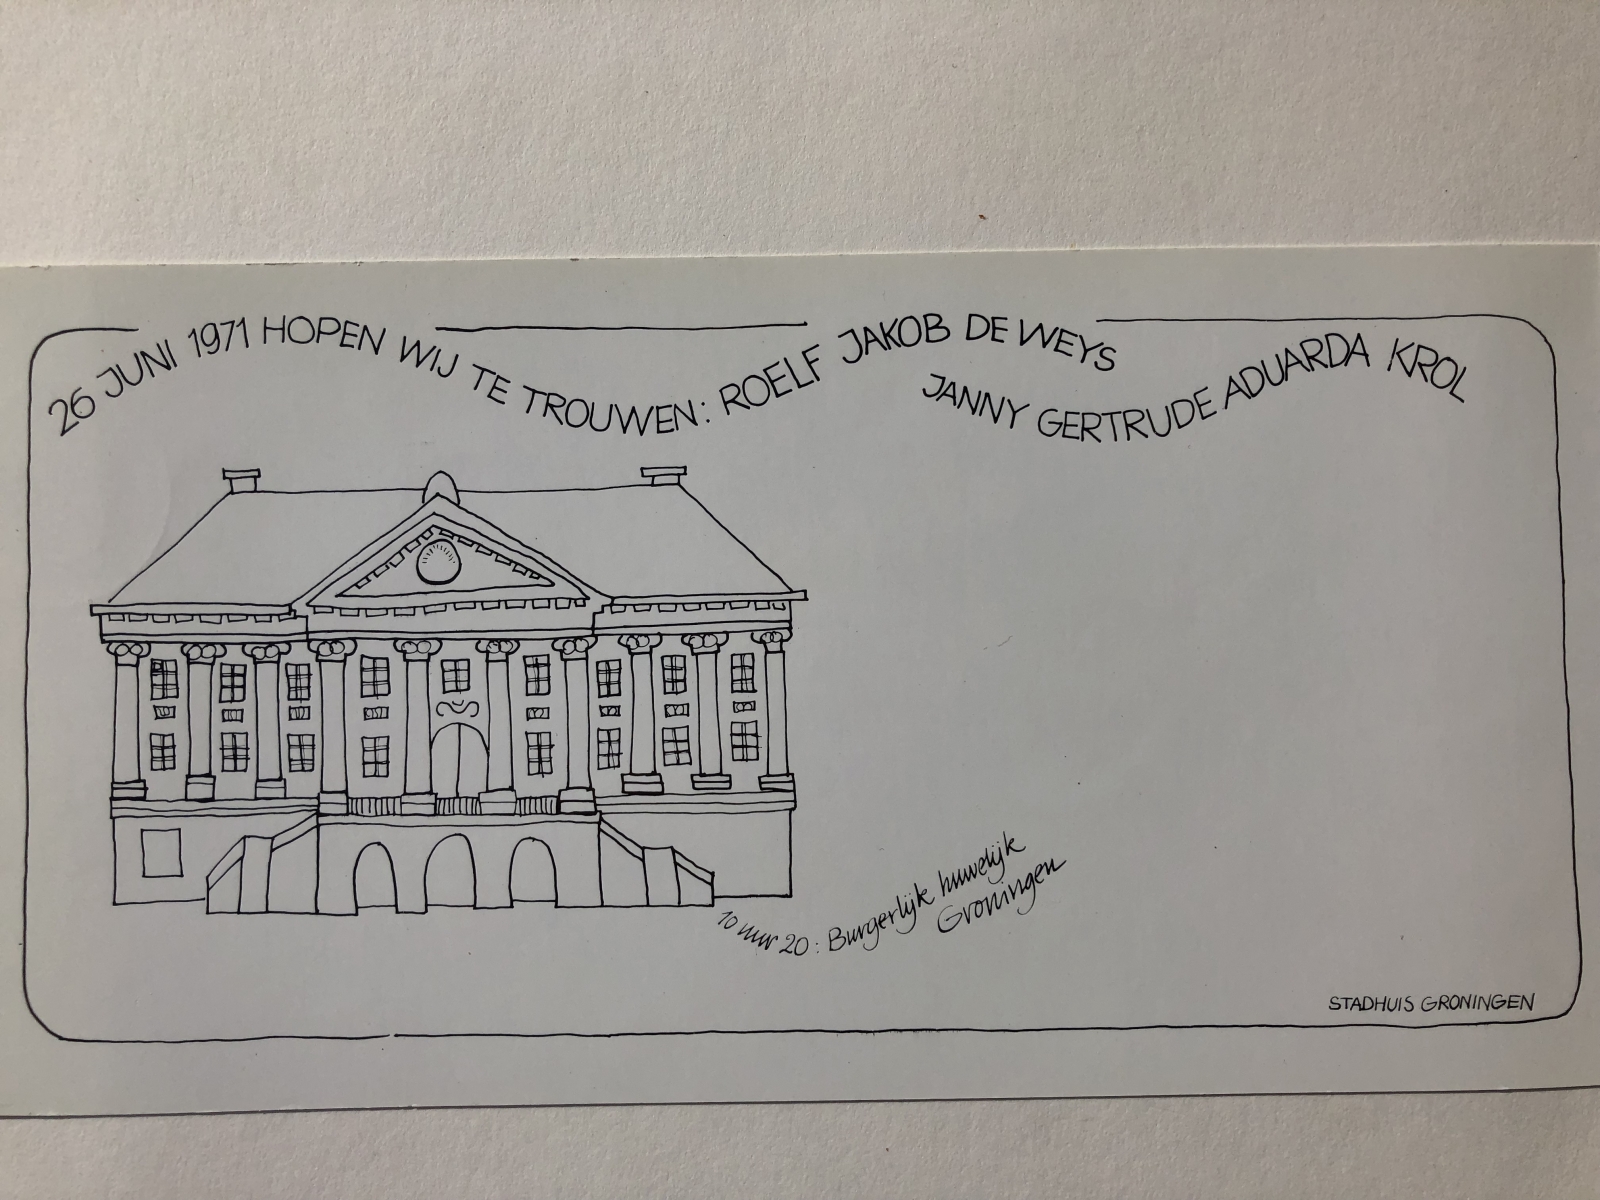 26 JUNI 1971 HOPEN WIJ TE TROUWEN: ROELF JAKOB DE WEYS
JANNY GERTRUDE ADUARDA KROL
10 uur 20: Burgerlijk huwelijk
Groningen
STADHUIS GRONINGEN